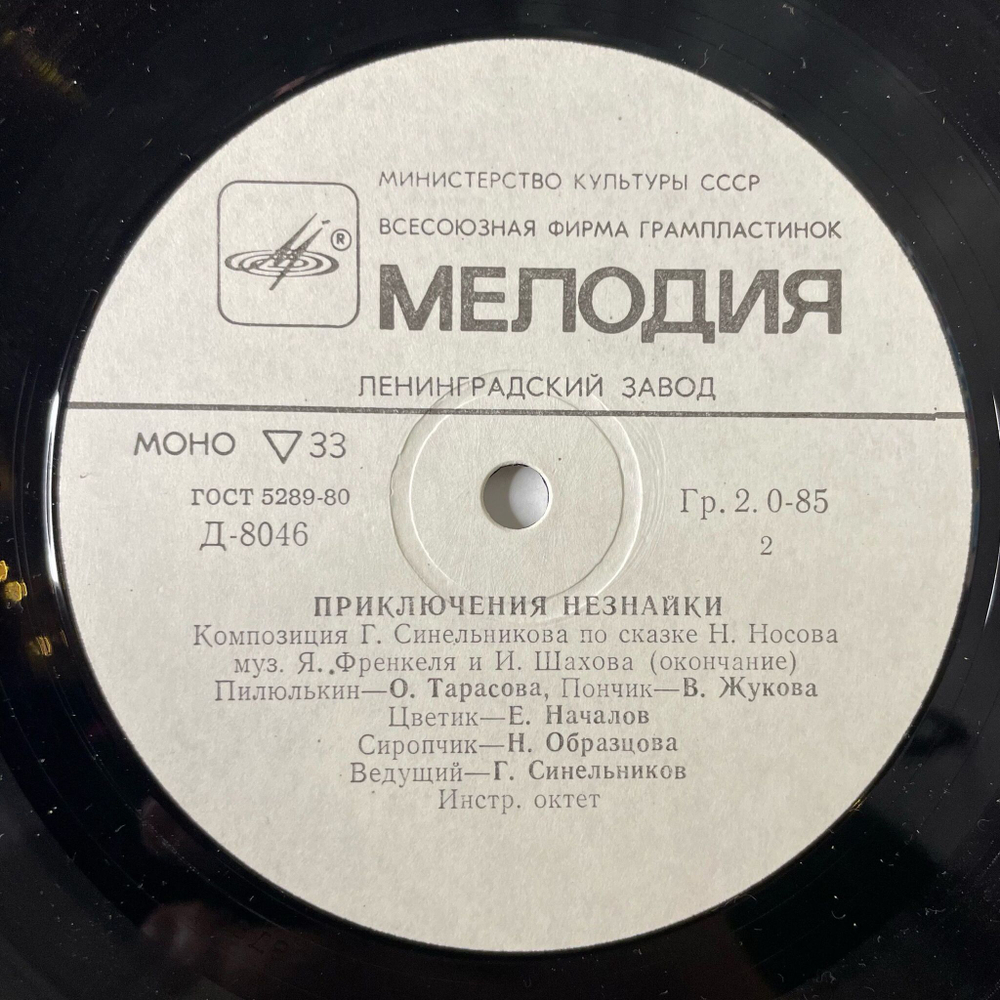 МИНИСТЕРСТВО КУЛЬТУРЫ СССР
ВСЕСОЮЗНАЯ ФИРМА ГРАМПЛАСТИНОК
®
МЕЛОДИЯ
ЛЕНИНГРАДСКИЙ ЗАВОД
МОНО ▽33
ГОСТ 5289-80
Гр. 2. 0-85
Д-8046
2
ПРИКЛЮЧЕНИЯ НЕЗНАЙКИ
Композиция Г. Синельникова по сказке Н. Носова
муз. Я. Френкеля и И. Шахова (окончание)
Пилюлькин—О. Тарасова, Пончик—В. Жукова
Цветик—Е. Началов
Сиропчик—Н. Образцова
Ведущий—Г. Синельников
Инстр. октет